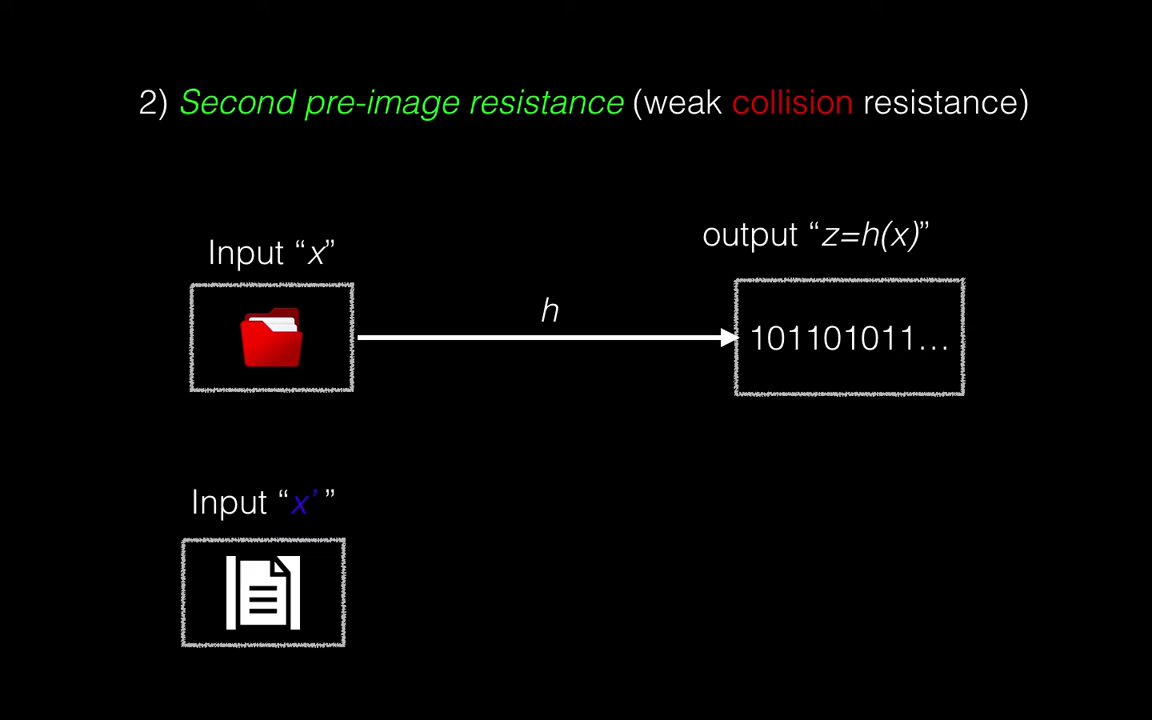 2) Second pre-image resistance (weak collision resistance)
output “z=h(x)”
Input “x”
h
101101011...
Input “x’ ”